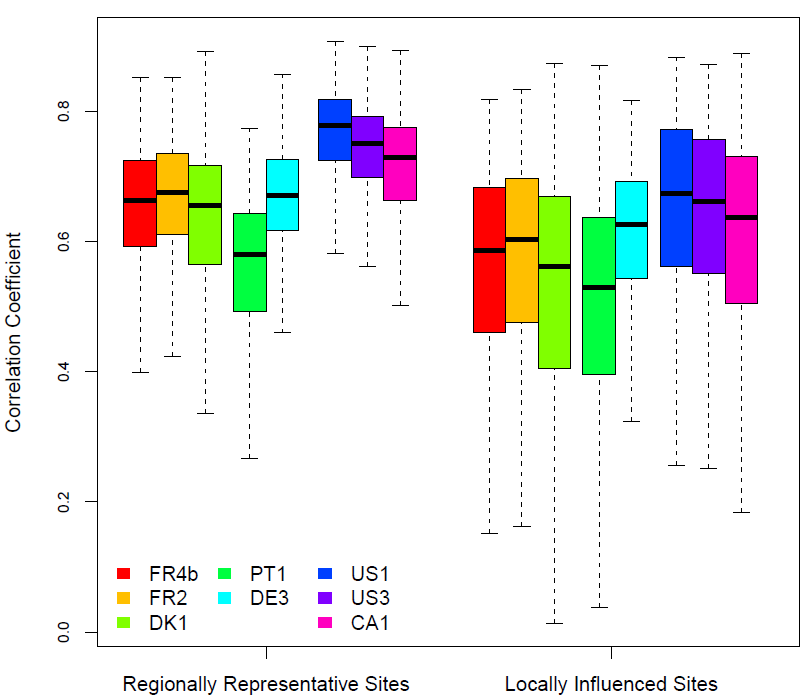 Correlation Coefficient
0.8
0.6
0.4
0.2
0.0
FR4b PT1 US1
FR2 DE3 US3
DK1 CA1
Regionally Representative Sites Locally Influenced Sites